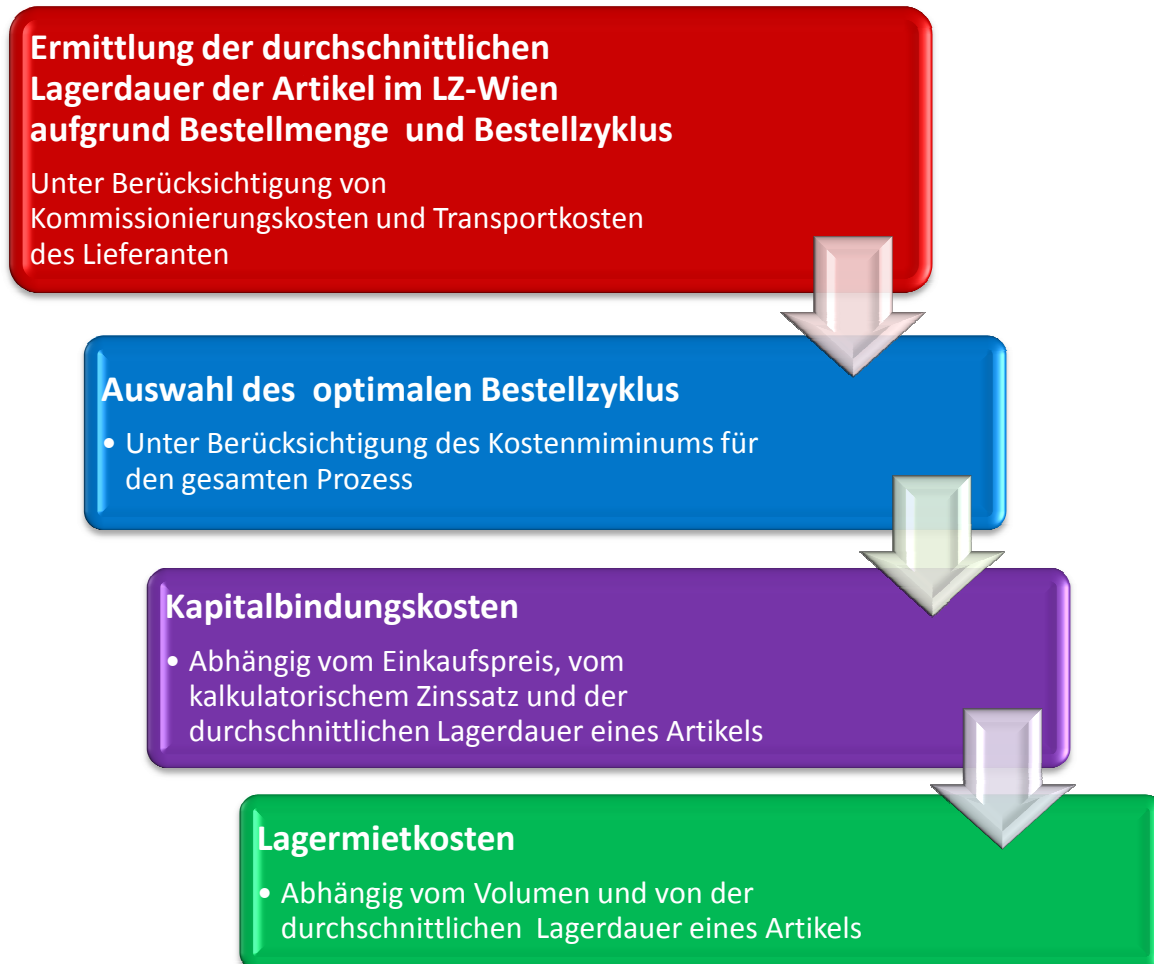 Ermittlung der durchschnittlichen
Lagerdauer der Artikel im LZ-Wien
aufgrund Bestellmenge und Bestellzyklus
Unter Berücksichtigung von
Kommissionierungskosten und Transportkosten
des Lieferanten
Auswahl des optimalen Bestellzyklus
• Unter Berücksichtigung des Kostenmiminums für
den gesamten Prozess
Kapitalbindungskosten
• Abhängig vom Einkaufspreis, vom
kalkulatorischem Zinssatz und der
durchschnittlichen Lagerdauer eines Artikels
Lagermietkosten
• Abhängig vom Volumen und von der
durchschnittlichen Lagerdauer eines Artikels